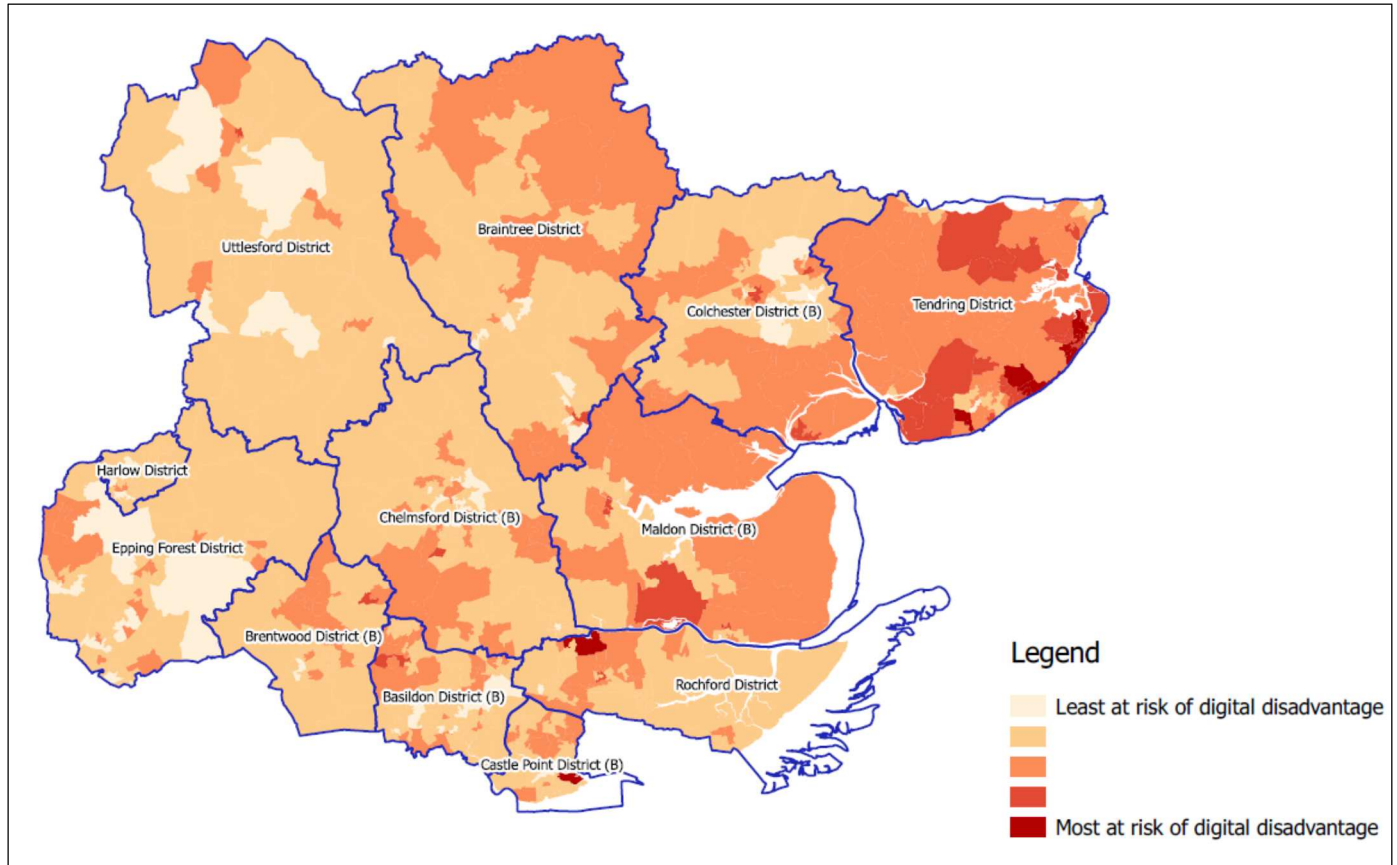 Uttlesford District
Braintree District
Colchester District (B)
Tendring District
Harlow District
Epping Forest District
Chelmsford District (B)
Maldon District (B)
Brentwood District (B)
Basildon District (B)
Rochford District
Castle Point District (B)
Legend
Least at risk of digital disadvantage
Most at risk of digital disadvantage